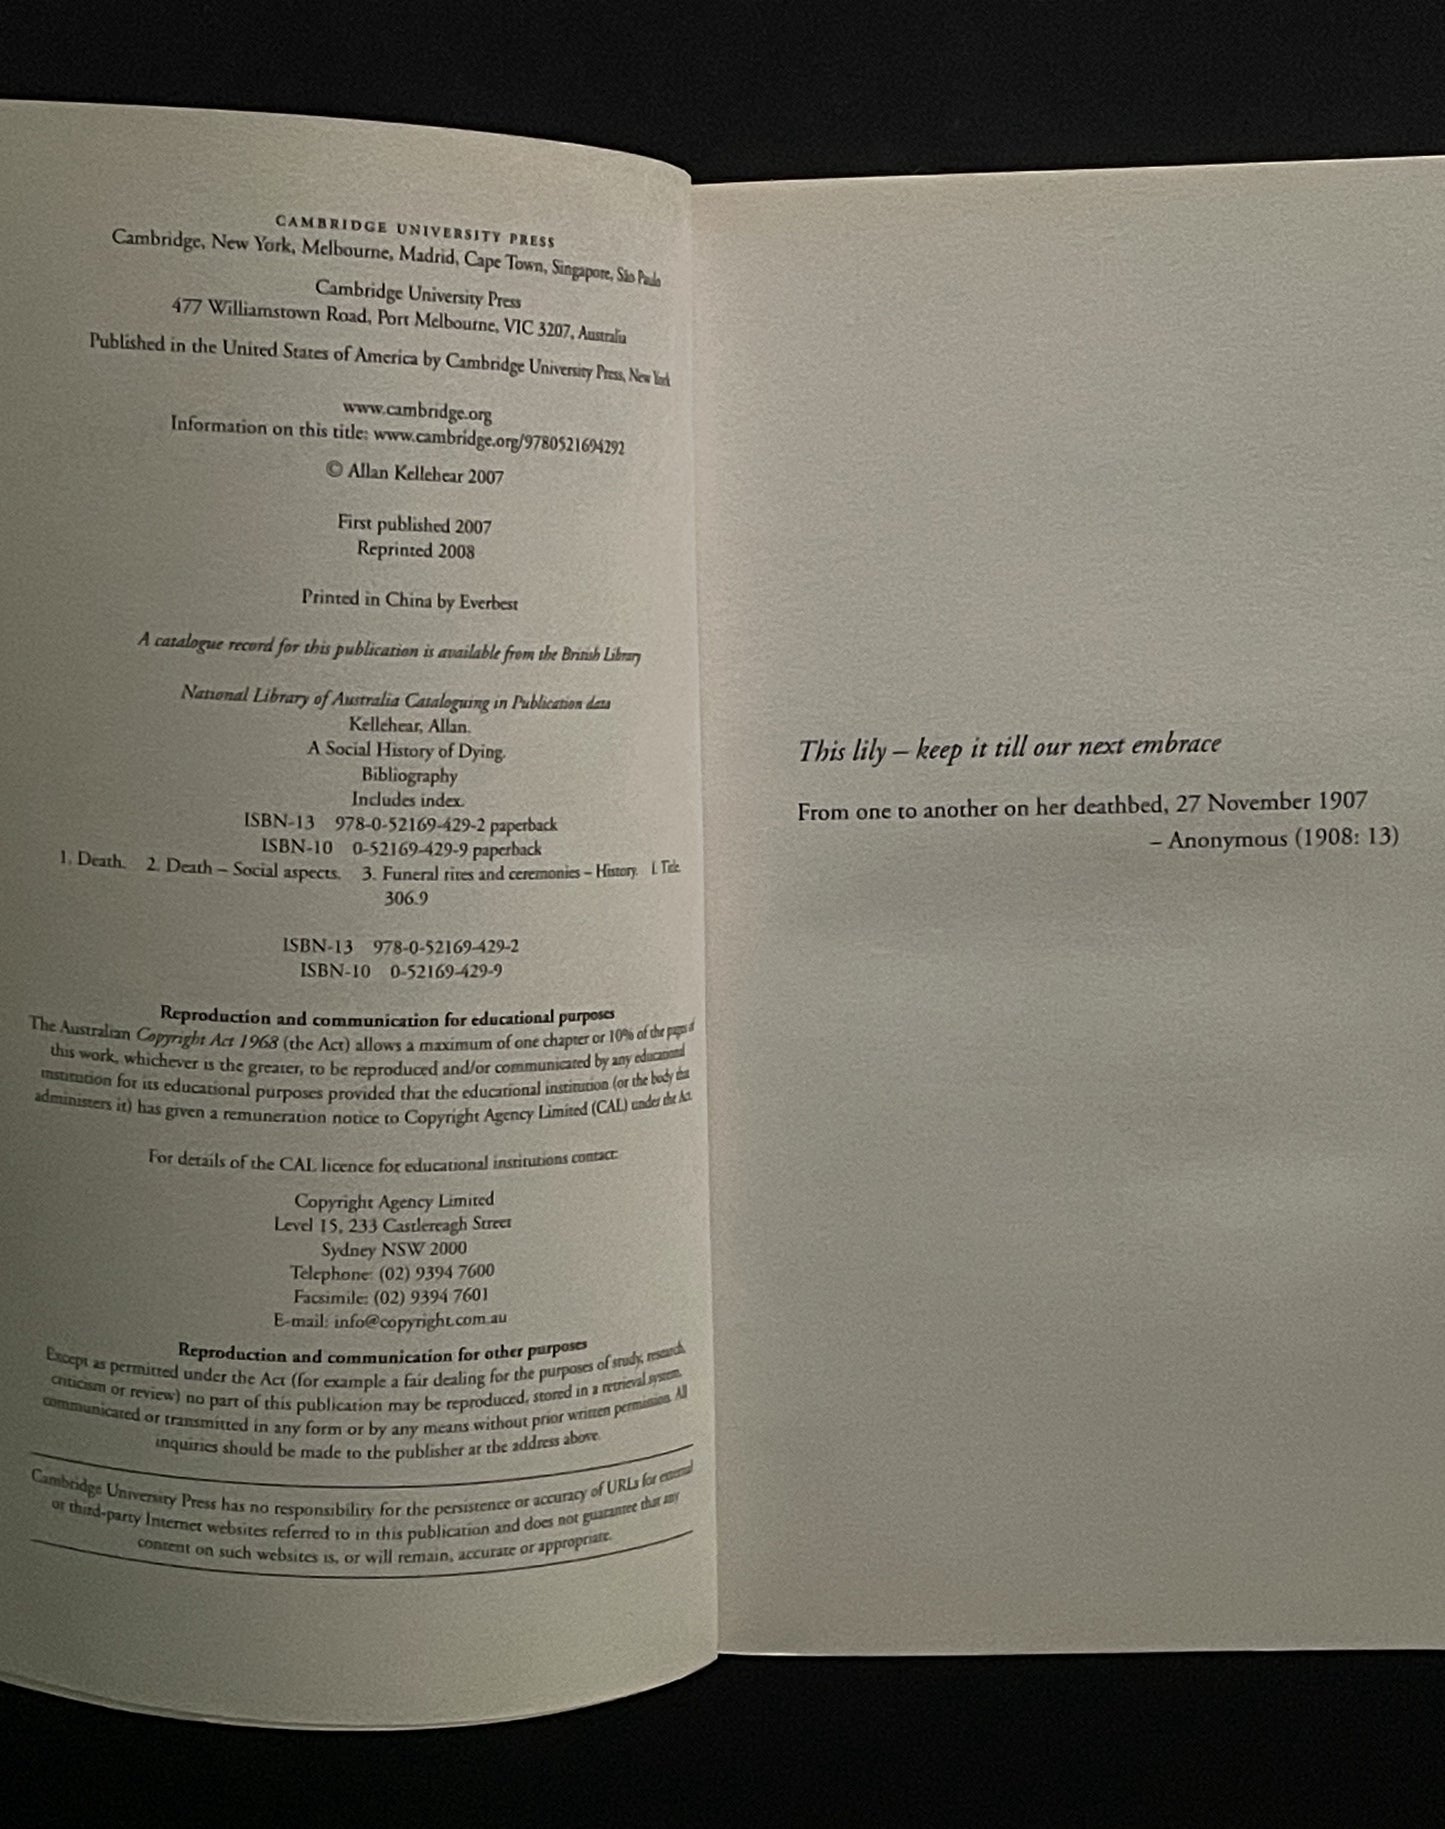 CAMBRIDGE UNIVERSITY PRESS
Cambridge, New York, Melbourne, Madrid, Cape Town, Singapore, São Paulo
Cambridge University Press
477 Williamstown Road, Port Melbourne, VIC 3207, Australia
Published in the United States of America by Cambridge University Press, New York
www.cambridge.org
Information on this title: www.cambridge.org/9780521694292
© Allan Kellehear 2007
First published 2007
Reprinted 2008
Printed in China by Everbest
A catalogue record for this publication is available from the British Library
National Library of Australia Cataloguing in Publication data
Kellehear, Allan.
A Social History of Dying.
Bibliography
Includes index.
ISBN-13 978-0-52169-429-2 paperback
ISBN-10 0-52169-429-9 paperback
1. Death. 2. Death – Social aspects. 3. Funeral rites and ceremonies – History. I. Title.
306.9
ISBN-13 978-0-52169-429-2
ISBN-10 0-52169-429-9
Reproduction and communication for educational purposes
The Australian Copyright Act 1968 (the Act) allows a maximum of one chapter or 10% of the pages of
this work, whichever is the greater, to be reproduced and/or communicated by any educational
institution for its educational purposes provided that the educational institution (or the body that
administers it) has given a remuneration notice to Copyright Agency Limited (CAL) under the Act.
For details of the CAL licence for educational institutions contact:
Copyright Agency Limited
Level 15, 233 Castlereagh Street
Sydney NSW 2000
Telephone: (02) 9394 7600
Facsimile: (02) 9394 7601
E-mail: info@copyright.com.au
Reproduction and communication for other purposes
Except as permitted under the Act (for example a fair dealing for the purposes of study, research,
criticism or review) no part of this publication may be reproduced, stored in a retrieval system,
communicated or transmitted in any form or by any means without prior written permission. All
inquiries should be made to the publisher at the address above.
Cambridge University Press has no responsibility for the persistence or accuracy of URLs for external
or third-party Internet websites referred to in this publication and does not guarantee that any
content on such websites is, or will remain, accurate or appropriate.
This lily – keep it till our next embrace
From one to another on her deathbed, 27 November 1907
– Anonymous (1908: 13)